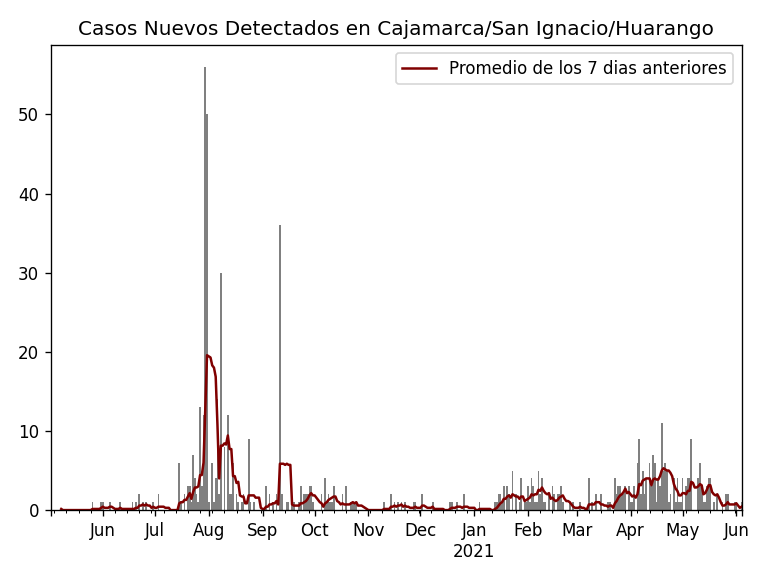 Casos Nuevos Detectados en Cajamarca/San Ignacio/Huarango
Promedio de los 7 dias anteriores
50
40
30
20
10
0
Jun Jul Aug Sep Oct Nov Dec Jan Feb Mar Apr May Jun
2021